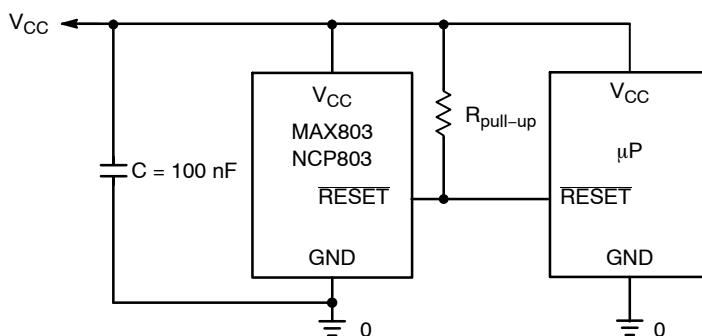 VCC
VCC
MAX803
NCP803
RESET
GND
C = 100 nF
Rpull-up
VCC
μP
RESET
GND
0
0